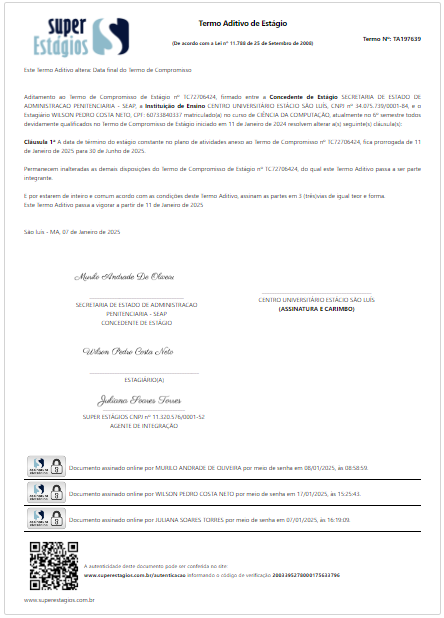 super
Estágios
Termo Aditivo de Estágio
(De acordo com a Lei nº 11.788 de 25 de Setembro de 2008)
Termo Nº: TA197639
Este Termo Aditivo altera: Data final do Termo de Compromisso
Aditamento ao Termo de Compromisso de Estágio nº TC72706424, firmado entre a Concedente de Estágio SECRETARIA DE ESTADO DE
ADMINISTRACAO PENITENCIARIA - SEAP, a Instituição de Ensino CENTRO UNIVERSITÁRIO ESTÁCIO SÃO LUÍS, CNPJ nº 34.075.739/0001-84, e o
Estagiário WILSON PEDRO COSTA NETO, CPF: 60733840337 matriculado(a) no curso de CIÊNCIA DA COMPUTAÇÃO, atualmente no 6º semestre todos
devidamente qualificados no Termo de Compromisso de Estágio iniciado em 11 de Janeiro de 2024 resolvem alterar a(s) seguinte(s) cláusula(s):
Cláusula 1ª A data de término do estágio constante no plano de atividades anexo ao Termo de Compromisso nº TC72706424, fica prorrogada de 11
de Janeiro de 2025 para 30 de Junho de 2025.
Permanecem inalteradas as demais disposições do Termo de Compromisso de Estágio nº TC72706424, do qual este Termo Aditivo passa a ser parte
integrante.
E por estarem de inteiro e comum acordo com as condições deste Termo Aditivo, assinam as partes em 3 (três)vias de igual teor e forma.
Este Termo Aditivo passa a vigorar a partir de 11 de Janeiro de 2025
São luis - MA, 07 de Janeiro de 2025
Murilo Andrade De Oliveira
SECRETARIA DE ESTADO DE ADMINISTRACAO
PENITENCIARIA - SEAP
CONCEDENTE DE ESTÁGIO
CENTRO UNIVERSITÁRIO ESTÁCIO SÃO LUÍS
(ASSINATURA E CARIMBO)
Wilson Pedro Costa Neto
ESTAGIÁRIO(A)
Juliana Soares Torres
SUPER ESTÁGIOS CNPJ nº 11.320.576/0001-52
AGENTE DE INTEGRAÇÃO
Documento assinado online por MURILO ANDRADE DE OLIVEIRA por meio de senha em 08/01/2025, às 08:58:59.
Documento assinado online por WILSON PEDRO COSTA NETO por meio de senha em 17/01/2025, às 15:25:43.
Documento assinado online por JULIANA SOARES TORRES por meio de senha em 07/01/2025, às 16:19:09.
A autenticidade deste documento pode ser conferida no site:
www.superestagios.com.br/autenticacao informando o código de verificação 2003395278000175633796
www.superestagios.com.br